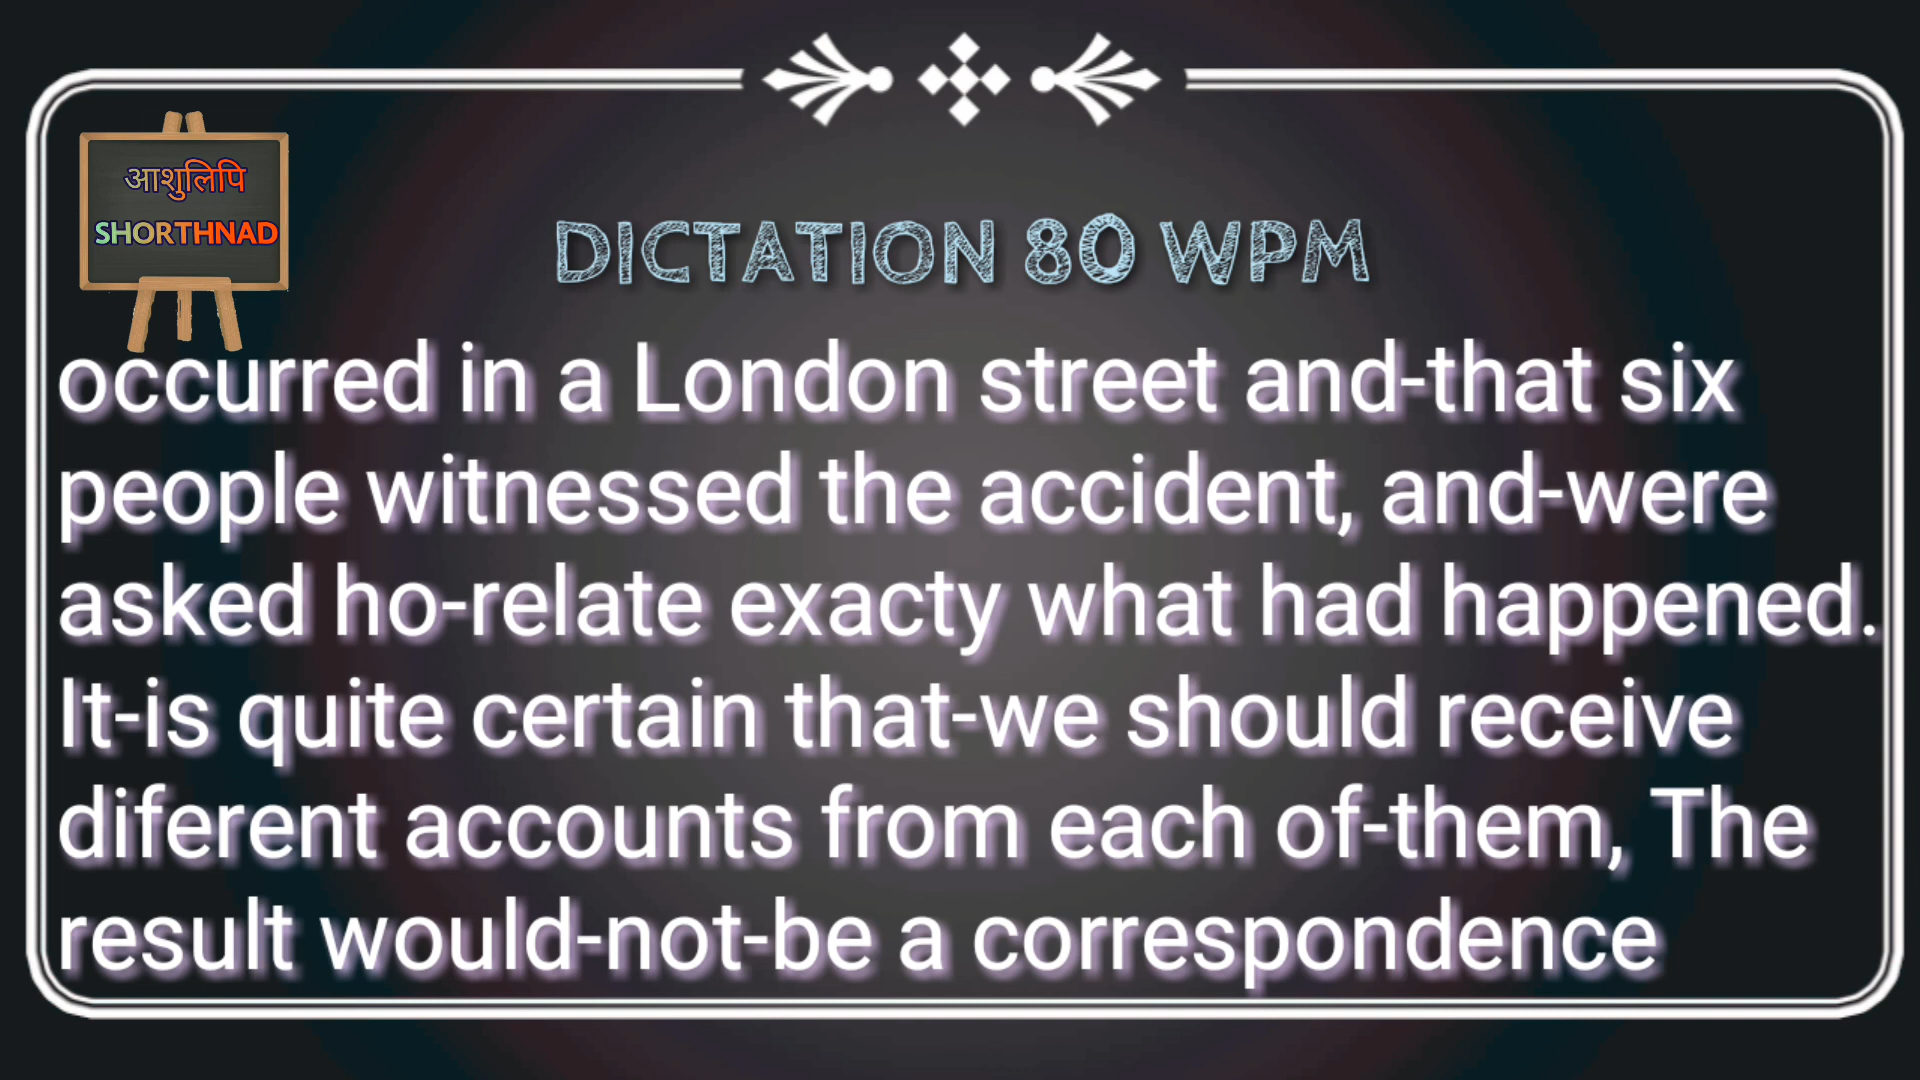 आशुलिपि
SHORTHNAD
DICTATION 80 WPM
occurred in a London street and-that six
people witnessed the accident, and-were
asked ho-relate exacty what had happened.
It-is quite certain that-we should receive
diferent accounts from each of-them, The
result would-not-be a correspondence